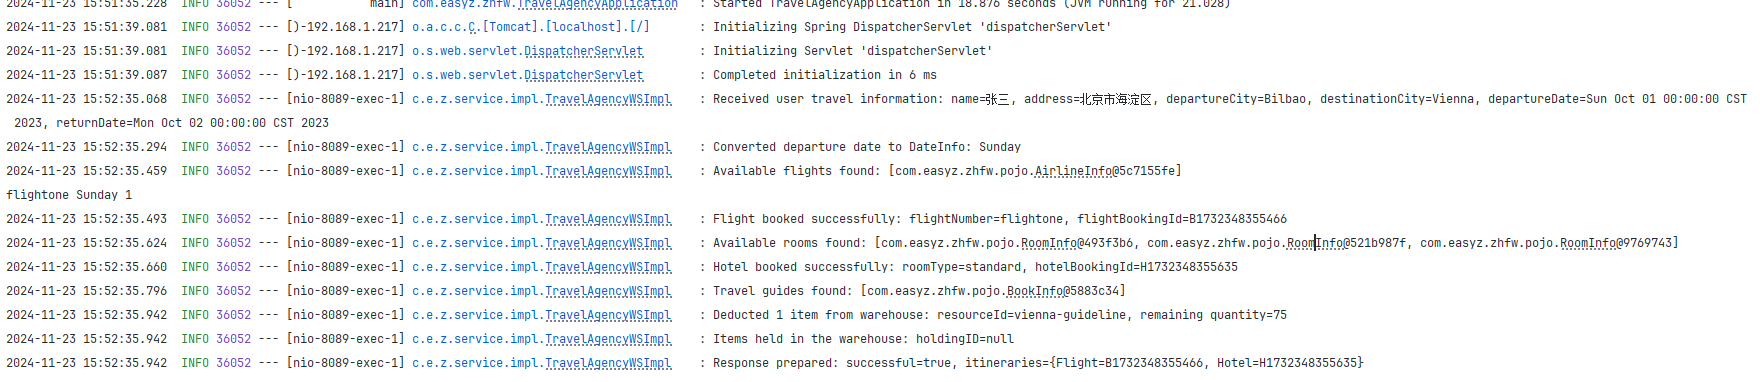 2024-11-23 15:51:35.228  INFO 36052 --- [           main] com.easyz.zhfw.TravelAgencyApplication   : Started TravelAgencyApplication in 18.876 seconds (JVM running for 21.028)
2024-11-23 15:51:39.081  INFO 36052 --- [)-192.168.1.217] o.a.c.c.C.[Tomcat].[localhost].[/]       : Initializing Spring DispatcherServlet 'dispatcherServlet'
2024-11-23 15:51:39.081  INFO 36052 --- [)-192.168.1.217] o.s.web.servlet.DispatcherServlet        : Initializing Servlet 'dispatcherServlet'
2024-11-23 15:51:39.087  INFO 36052 --- [)-192.168.1.217] o.s.web.servlet.DispatcherServlet        : Completed initialization in 6 ms
2024-11-23 15:52:35.068  INFO 36052 --- [nio-8089-exec-1] c.e.z.service.impl.TravelAgencyWSImpl    : Received user travel information: name=张三, address=北京市海淀区, departureCity=Bilbao, destinationCity=Vienna, departureDate=Sun Oct 01 00:00:00 CST
 2023, returnDate=Mon Oct 02 00:00:00 CST 2023
2024-11-23 15:52:35.294  INFO 36052 --- [nio-8089-exec-1] c.e.z.service.impl.TravelAgencyWSImpl    : Converted departure date to DateInfo: Sunday
2024-11-23 15:52:35.459  INFO 36052 --- [nio-8089-exec-1] c.e.z.service.impl.TravelAgencyWSImpl    : Available flights found: [com.easyz.zhfw.pojo.AirlineInfo@5c7155fe]
flightone Sunday 1
2024-11-23 15:52:35.493  INFO 36052 --- [nio-8089-exec-1] c.e.z.service.impl.TravelAgencyWSImpl    : Flight booked successfully: flightNumber=flightone, flightBookingId=B1732348355466
2024-11-23 15:52:35.624  INFO 36052 --- [nio-8089-exec-1] c.e.z.service.impl.TravelAgencyWSImpl    : Available rooms found: [com.easyz.zhfw.pojo.RoomInfo@493f3b6, com.easyz.zhfw.pojo.RoomInfo@521b987f, com.easyz.zhfw.pojo.RoomInfo@9769743]
2024-11-23 15:52:35.660  INFO 36052 --- [nio-8089-exec-1] c.e.z.service.impl.TravelAgencyWSImpl    : Hotel booked successfully: roomType=standard, hotelBookingId=H1732348355635
2024-11-23 15:52:35.796  INFO 36052 --- [nio-8089-exec-1] c.e.z.service.impl.TravelAgencyWSImpl    : Travel guides found: [com.easyz.zhfw.pojo.BookInfo@5883c34]
2024-11-23 15:52:35.942  INFO 36052 --- [nio-8089-exec-1] c.e.z.service.impl.TravelAgencyWSImpl    : Deducted 1 item from warehouse: resourceId=vienna-guideline, remaining quantity=75
2024-11-23 15:52:35.942  INFO 36052 --- [nio-8089-exec-1] c.e.z.service.impl.TravelAgencyWSImpl    : Items held in the warehouse: holdingID=null
2024-11-23 15:52:35.942  INFO 36052 --- [nio-8089-exec-1] c.e.z.service.impl.TravelAgencyWSImpl    : Response prepared: successful=true, itineraries={Flight=B1732348355466, Hotel=H1732348355635}